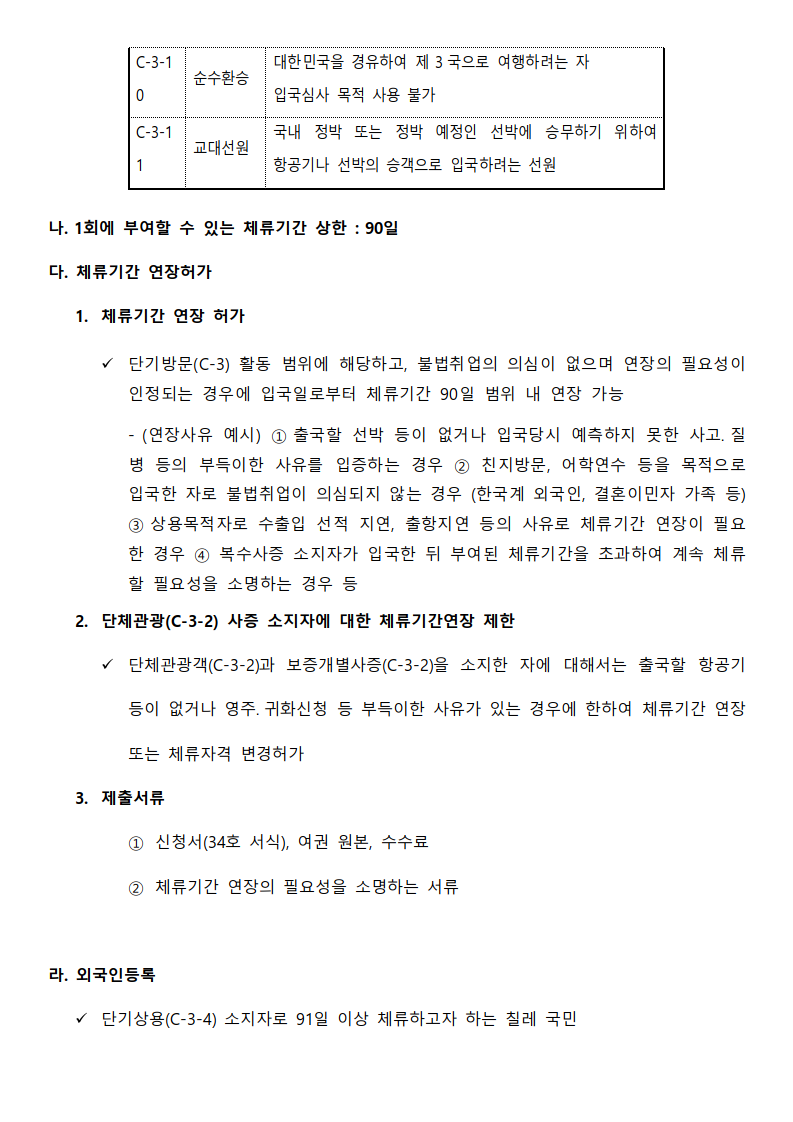 C-3-1
0
순수환승
대한민국을 경유하여 제 3 국으로 여행하려는 자
입국심사 목적 사용 불가
C-3-1
1
교대선원
국내 정박 또는 정박 예정인 선박에 승무하기 위하여
항공기나 선박의 승객으로 입국하려는 선원
나. 1회에 부여할 수 있는 체류기간 상한 : 90일
다. 체류기간 연장허가
1. 체류기간 연장 허가
✓ 단기방문(C-3) 활동 범위에 해당하고, 불법취업의 의심이 없으며 연장의 필요성이
인정되는 경우에 입국일로부터 체류기간 90일 범위 내 연장 가능
- (연장사유 예시) ① 출국할 선박 등이 없거나 입국당시 예측하지 못한 사고. 질
병 등의 부득이한 사유를 입증하는 경우 ② 친지방문, 어학연수 등을 목적으로
입국한 자로 불법취업이 의심되지 않는 경우 (한국계 외국인, 결혼이민자 가족 등)
③ 상용목적자로 수출입 선적 지연, 출항지연 등의 사유로 체류기간 연장이 필요
한 경우 ④ 복수사증 소지자가 입국한 뒤 부여된 체류기간을 초과하여 계속 체류
할 필요성을 소명하는 경우 등
2. 단체관광(C-3-2) 사증 소지자에 대한 체류기간연장 제한
✓ 단체관광객(C-3-2)과 보증개별사증(C-3-2)을 소지한 자에 대해서는 출국할 항공기
등이 없거나 영주. 귀화신청 등 부득이한 사유가 있는 경우에 한하여 체류기간 연장
또는 체류자격 변경허가
3. 제출서류
① 신청서(34호 서식), 여권 원본, 수수료
② 체류기간 연장의 필요성을 소명하는 서류
라. 외국인등록
✓ 단기상용(C-3-4) 소지자로 91일 이상 체류하고자 하는 칠레 국민